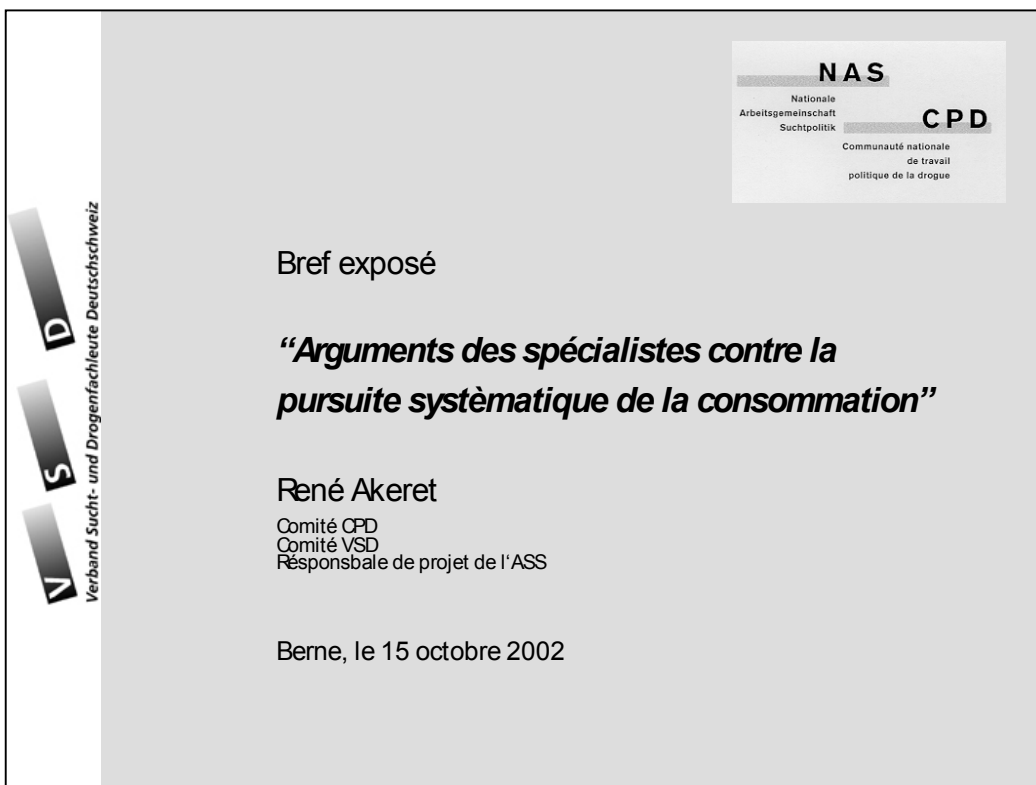 NAS
Nationale
Arbeitsgemeinschaft
Suchtpolitik
CPD
Communauté nationale
de travail
politique de la drogue
V S D
Verband Sucht- und Drogenfachleute Deutschschweiz
Bref exposé
“Arguments des spécialistes contre la
pursuite systèmatique de la consommation”
René Akeret
Comité CPD
Comité VSD
Résponsbale de projet de l‘ASS
Berne, le 15 octobre 2002